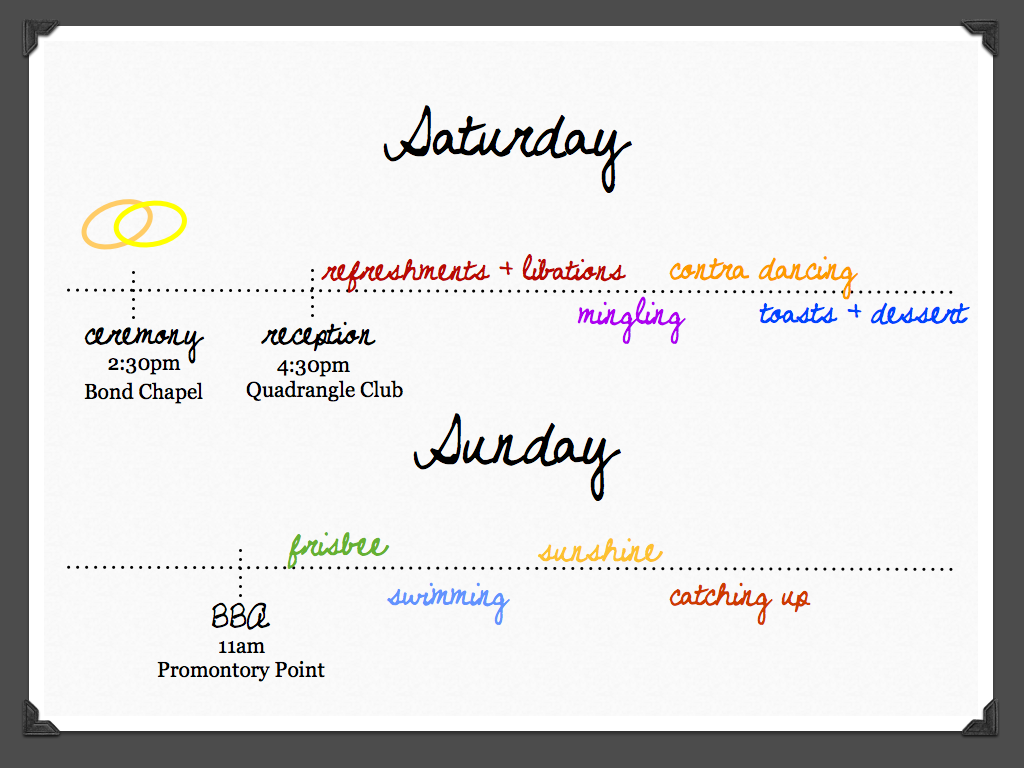 Saturday
refreshments + libations
contra dancing
mingling
toasts + dessert
ceremony
2:30pm
Bond Chapel
reception
4:30pm
Quadrangle Club
Sunday
frisbee
sunshine
swimming
catching up
BBQ
11am
Promontory Point